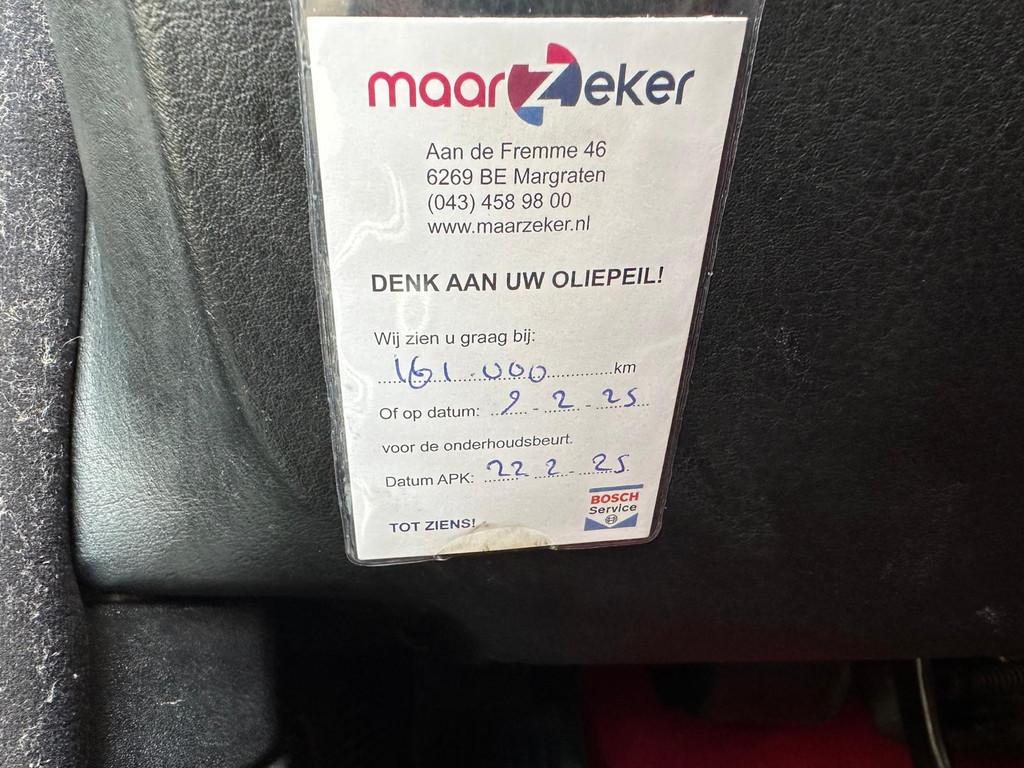 maarzeker
Aan de Fremme 46
6269 BE Margraten
(043) 458 98 00
www.maarzeker.nl
DENK AAN UW OLIEPEIL!
Wij zien u graag bij:
161.000 km
Of op datum: 9-2-25
voor de onderhoudsbeurt.
Datum APK: 22 2-25
BOSCH
Service
TOT ZIENS!